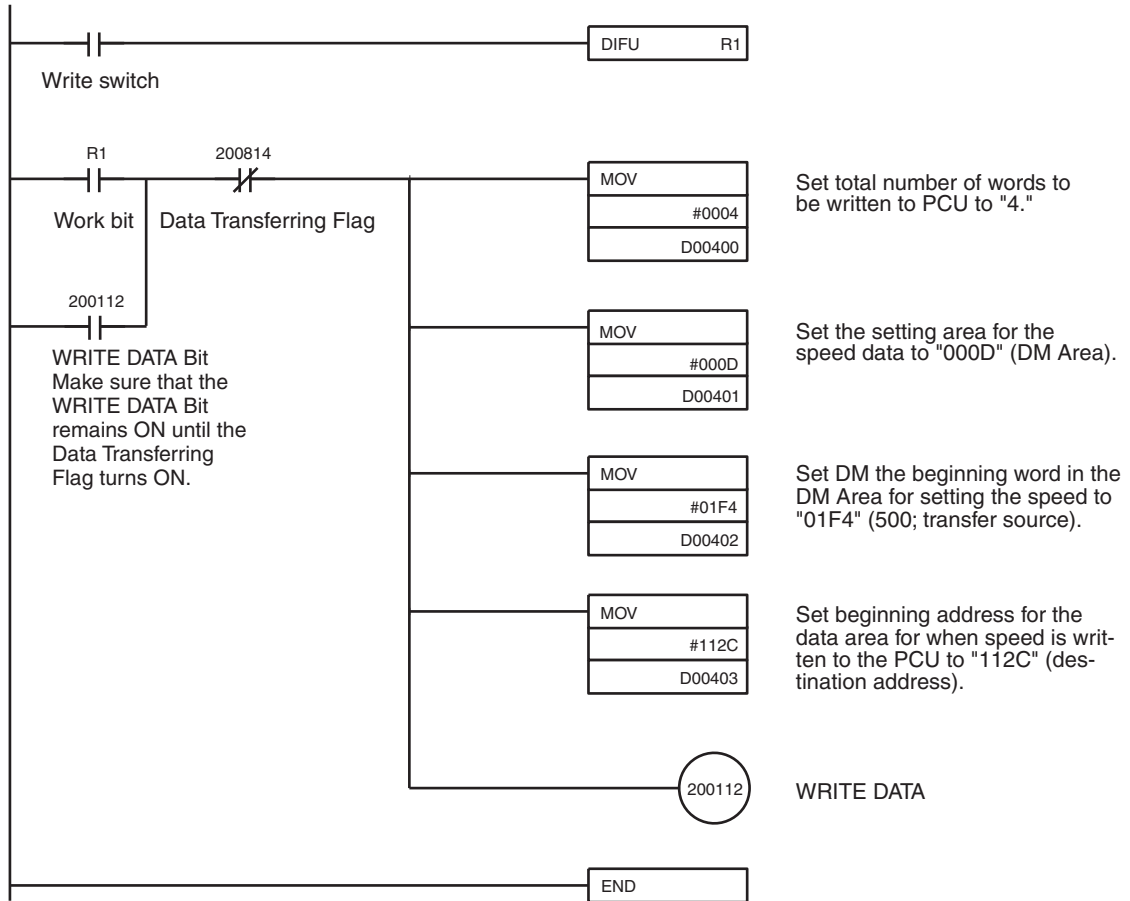 DIFU R1
Write switch
R1 200814
MOV
#0004
D00400
Set total number of words to
be written to PCU to "4."
Work bit Data Transferring Flag
200112
WRITE DATA Bit
Make sure that the
WRITE DATA Bit
remains ON until the
Data Transferring
Flag turns ON.
MOV
#000D
D00401
Set the setting area for the
speed data to "000D" (DM Area).
MOV
#01F4
D00402
Set DM the beginning word in the
DM Area for setting the speed to
"01F4" (500; transfer source).
MOV
#112C
D00403
Set beginning address for the
data area for when speed is writ-
ten to the PCU to "112C" (des-
tination address).
200112 WRITE DATA
END